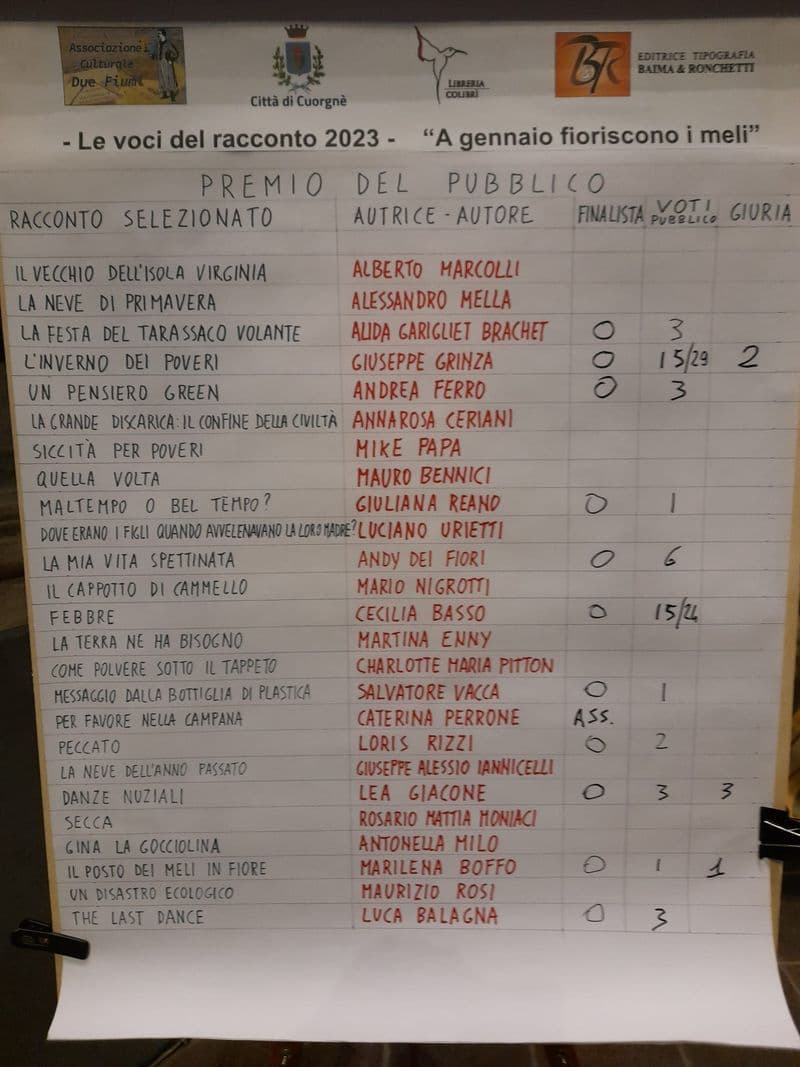 Associazione
Culturale
Due Fiumi
Città di Cuorgnè
LIBRERIA
COLIBRÌ
BR
EDITRICE TIPOGRAFIA
BAIMA & RONCHETTI
- Le voci del racconto 2023 - “A gennaio fioriscono i meli”
PREMIO DEL PUBBLICO
RACCONTO SELEZIONATO AUTRICE - AUTORE FINALISTA VOTI PUBBLICO GIURIA
IL VECCHIO DELL'ISOLA VIRGINIA ALBERTO MARCOLLI
LA NEVE DI PRIMAVERA ALESSANDRO MELLA
LA FESTA DEL TARASSACO VOLANTE ALIDA GARIGLIET BRACHET O 3
L'INVERNO DEI POVERI GIUSEPPE GRINZA O 15/29 2
UN PENSIERO GREEN ANDREA FERRO O 3
LA GRANDE DISCARICA: IL CONFINE DELLA CIVILTÀ ANNAROSA CERIANI
SICCITÀ PER POVERI MIKE PAPA
QUELLA VOLTA MAURO BENNICI
MALTEMPO O BEL TEMPO? GIULIANA REANO O 1
DOVE ERANO I FIGLI QUANDO AVVELENAVANO LA LORO MADRE? LUCIANO URIETTI
LA MIA VITA SPETTINATA ANDY DEI FIORI O 6
IL CAPPOTTO DI CAMMELLO MARIO NIGROTTI
FEBBRE CECILIA BASSO O 15/24
LA TERRA NE HA BISOGNO MARTINA ENNY
COME POLVERE SOTTO IL TAPPETO CHARLOTTE MARIA PITTON
MESSAGGIO DALLA BOTTIGLIA DI PLASTICA SALVATORE VACCA O 1
PER FAVORE NELLA CAMPANA CATERINA PERRONE ASS.
PECCATO LORIS RIZZI O 2
LA NEVE DELL'ANNO PASSATO GIUSEPPE ALESSIO IANNICELLI
DANZE NUZIALI LEA GIACONE O 3 3
SECCA ROSARIO MATTIA MONIACI
GINA LA GOCCIOLINA ANTONELLA MILO
IL POSTO DEI MELI IN FIORE MARILENA BOFFO O 1 1
UN DISASTRO ECOLOGICO MAURIZIO ROSI
THE LAST DANCE LUCA BALAGNA O 3